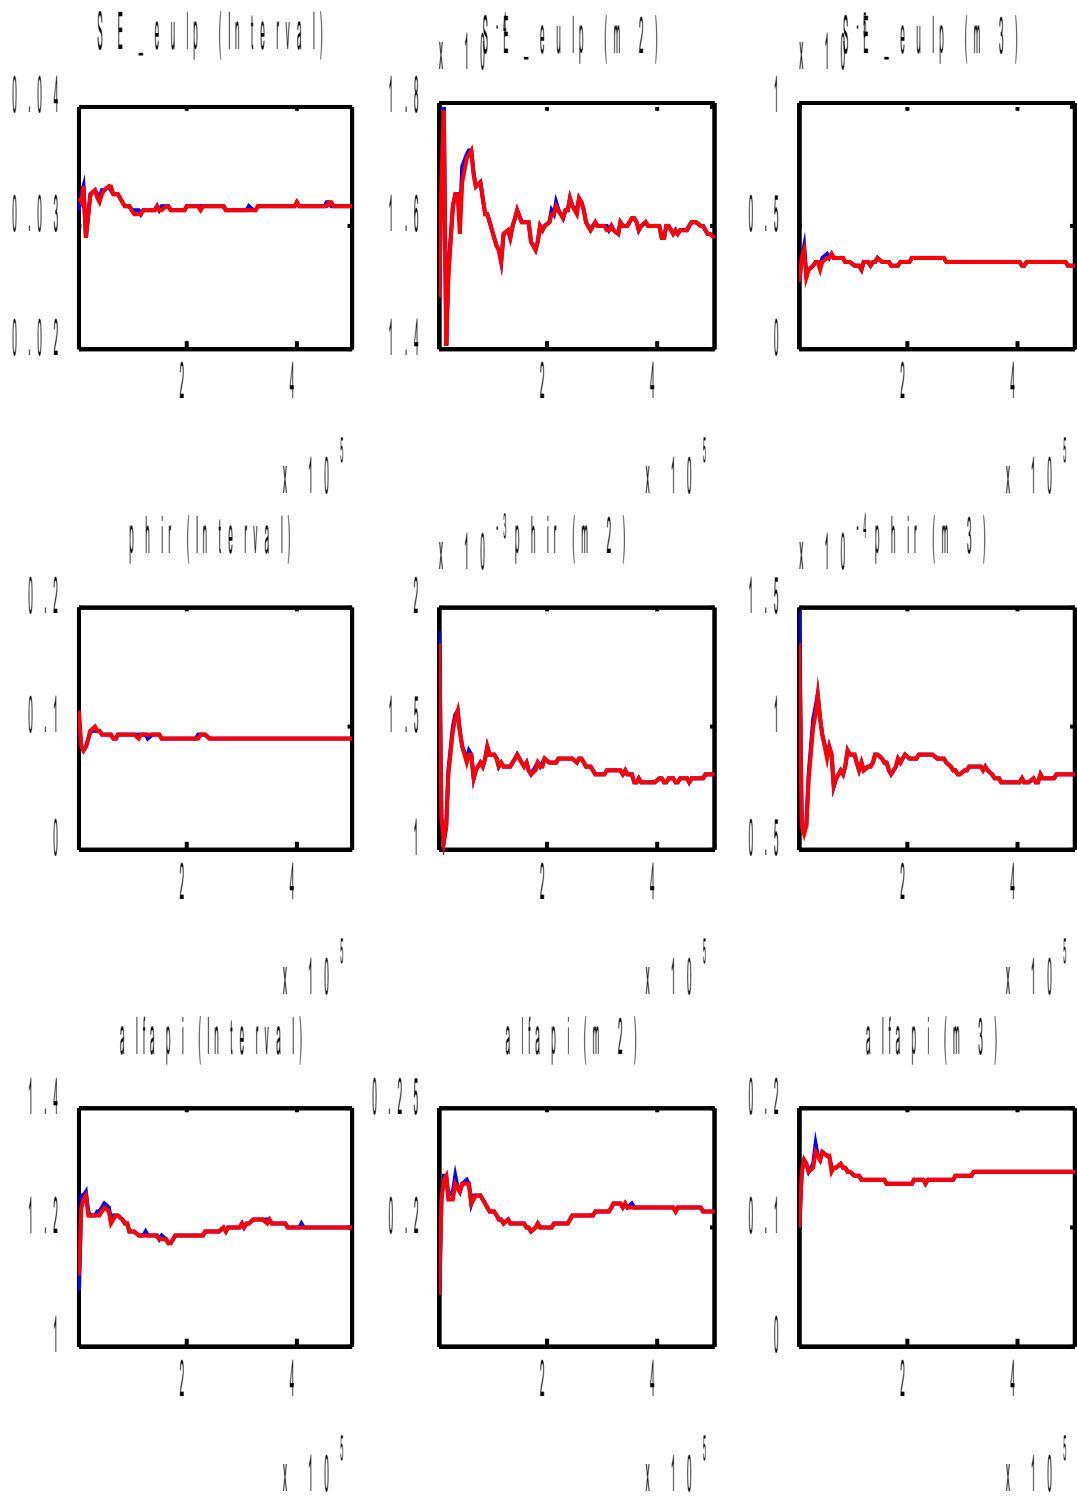 SE_eulp (Interval)
x 10
SE_eulp (m2)
x 10
SE_eulp (m3)
0.04
0.03
0.02
2
4
x 10^5
1.8
1.6
1.4
2
4
x 10^5
1
0.5
0
2
4
x 10^5
phir (Interval)
x 10^-3
phir (m2)
x 10^-4
phir (m3)
0.2
0.1
0
2
4
x 10^5
2
1.5
1
2
4
x 10^5
1.5
1
0.5
2
4
x 10^5
alfapi (Interval)
alfapi (m2)
alfapi (m3)
1.4
1.2
1
2
4
x 10^5
0.25
0.2
2
4
x 10^5
0.2
0.1
0
2
4
x 10^5